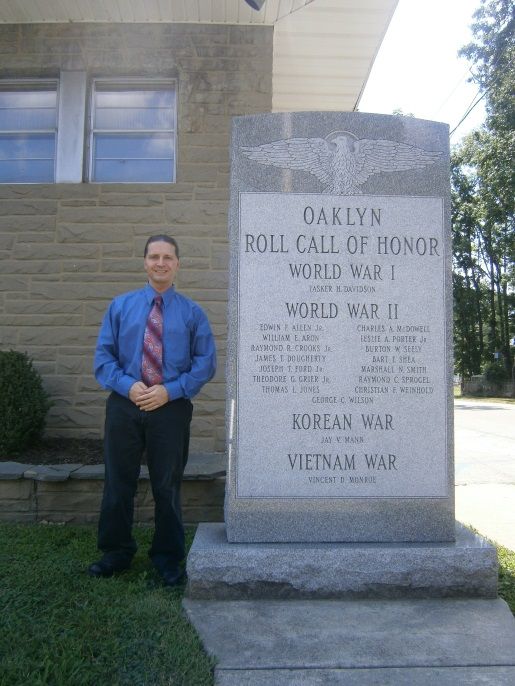 OAKLYN
ROLL CALL OF HONOR
WORLD WAR I
TASKER H. DAVIDSON
WORLD WAR II
EDWIN F. ALLEN Jr.
WILLIAM E. ARON
RAYMOND R. CROOKS Jr.
JAMES T. DOUGHERTY
JOSEPH T. FORD Jr.
THEODORE G. GRIER, Jr.
THOMAS L. JONES
CHARLES A. McDOWELL
LESLIE A. PORTER Jr.
BURTON W. SEELY
BART F. SHEA
MARSHALL N. SMITH
RAYMOND C. SPROGEL
CHRISTIAN F. WEINHOLD
GEORGE C. WILSON
KOREAN WAR
JAY V. MANN
VIETNAM WAR
VINCENT D. MONROE